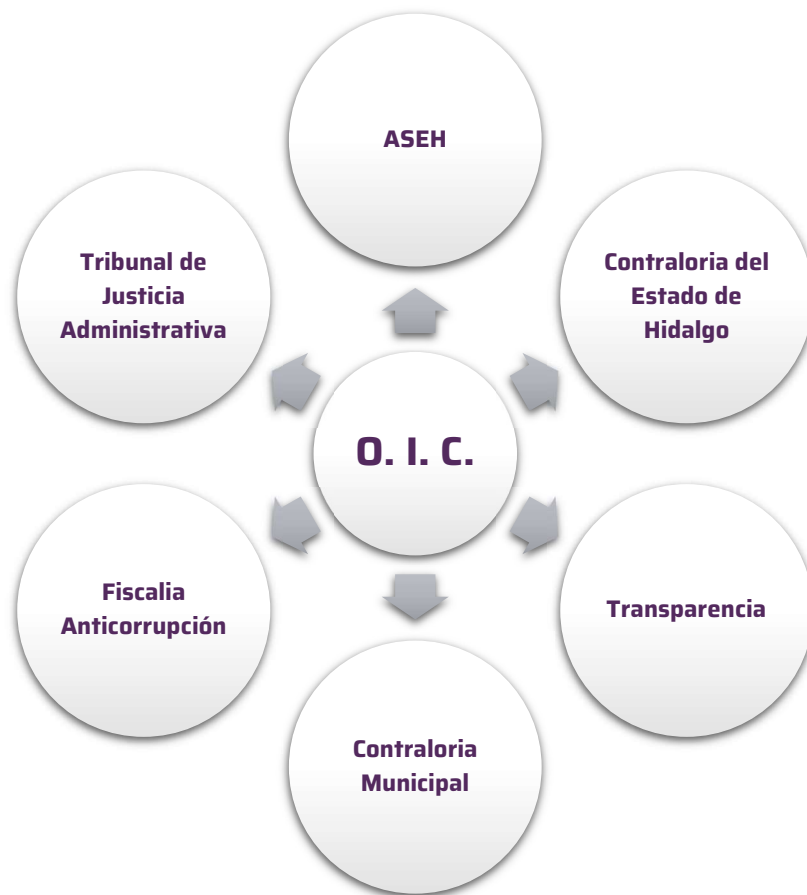 ASEH
Tribunal de
Justicia
Administrativa
Contraloria del
Estado de
Hidalgo
O. I. C.
Fiscalia
Anticorrupción
Transparencia
Contraloria
Municipal